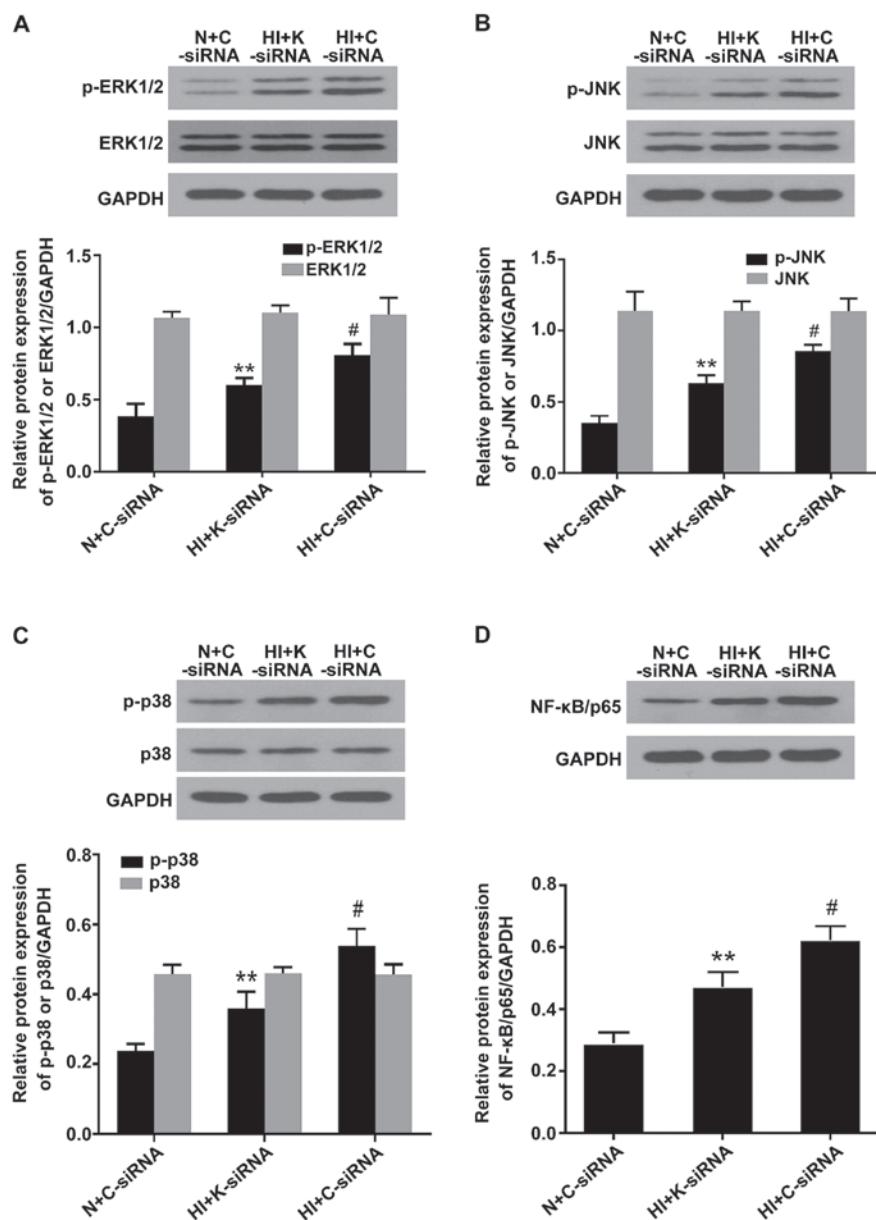 A
N+C HI+K HI+C
-siRNA -siRNA -siRNA
p-ERK1/2
ERK1/2
GAPDH
Relative protein expression
of p-ERK1/2 or ERK1/2/GAPDH
p-ERK1/2
ERK1/2
1.5
1.0
0.5
0.0
**
#
N+C-siRNA
HI+K-siRNA
HI+C-siRNA
B
N+C HI+K HI+C
-siRNA -siRNA -siRNA
p-JNK
JNK
GAPDH
Relative protein expression
of p-JNK or JNK/GAPDH
p-JNK
JNK
1.5
1.0
0.5
0.0
**
#
N+C-siRNA
HI+K-siRNA
HI+C-siRNA
C
N+C HI+K HI+C
-siRNA -siRNA -siRNA
p-p38
p38
GAPDH
Relative protein expression
of p-p38 or p38/GAPDH
p-p38
p38
0.8
0.6
0.4
0.2
0.0
**
#
N+C-siRNA
HI+K-siRNA
HI+C-siRNA
D
N+C HI+K HI+C
-siRNA -siRNA -siRNA
NF-κB/p65
GAPDH
Relative protein expression
of NF-κB/p65/GAPDH
0.8
0.6
0.4
0.2
0.0
**
#
N+C-siRNA
HI+K-siRNA
HI+C-siRNA